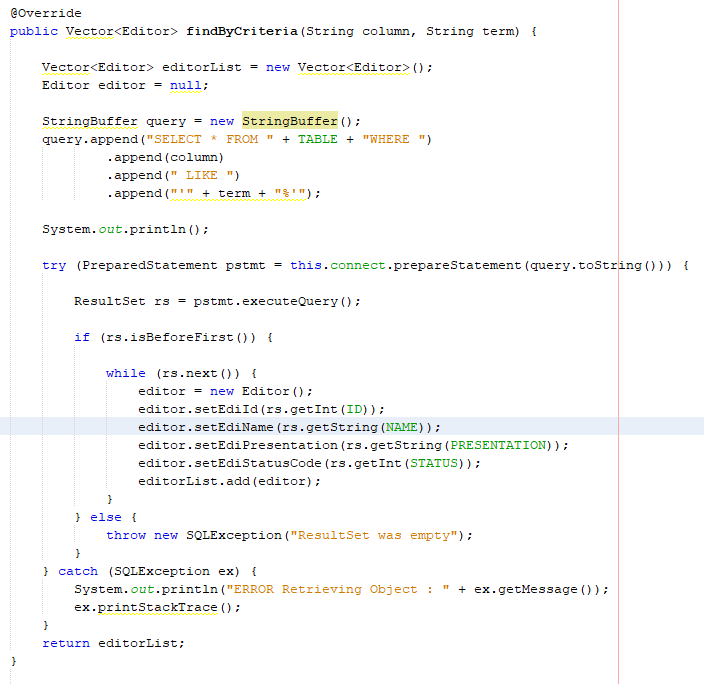 @Override
public Vector<Editor> findByCriteria(String column, String term) {
Vector<Editor> editorList = new Vector<Editor>();
Editor editor = null;
StringBuffer query = new StringBuffer();
query.append("SELECT * FROM " + TABLE + "WHERE ")
.append(column)
.append(" LIKE ")
.append("'" + term + "%'");
System.out.println();
try (PreparedStatement pstmt = this.connect.prepareStatement(query.toString())) {
ResultSet rs = pstmt.executeQuery();
if (rs.isBeforeFirst()) {
while (rs.next()) {
editor = new Editor();
editor.setEdiId(rs.getInt(ID));
editor.setEdiName(rs.getString(NAME));
editor.setEdiPresentation(rs.getString(PRESENTATION));
editor.setEdiStatusCode(rs.getInt(STATUS));
editorList.add(editor);
}
} else {
throw new SQLException("ResultSet was empty");
}
} catch (SQLException ex) {
System.out.println("ERROR Retrieving Object : " + ex.getMessage());
ex.printStackTrace();
}
return editorList;
}